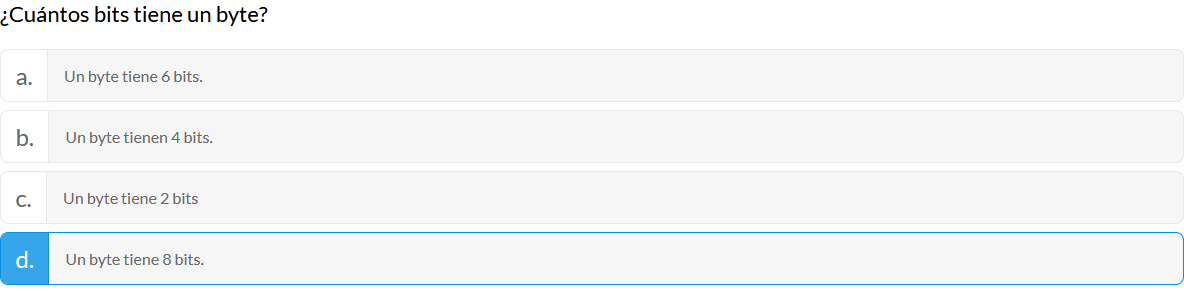 ¿Cuántos bits tiene un byte?
a. Un byte tiene 6 bits.
b. Un byte tienen 4 bits.
c. Un byte tiene 2 bits
d. Un byte tiene 8 bits.